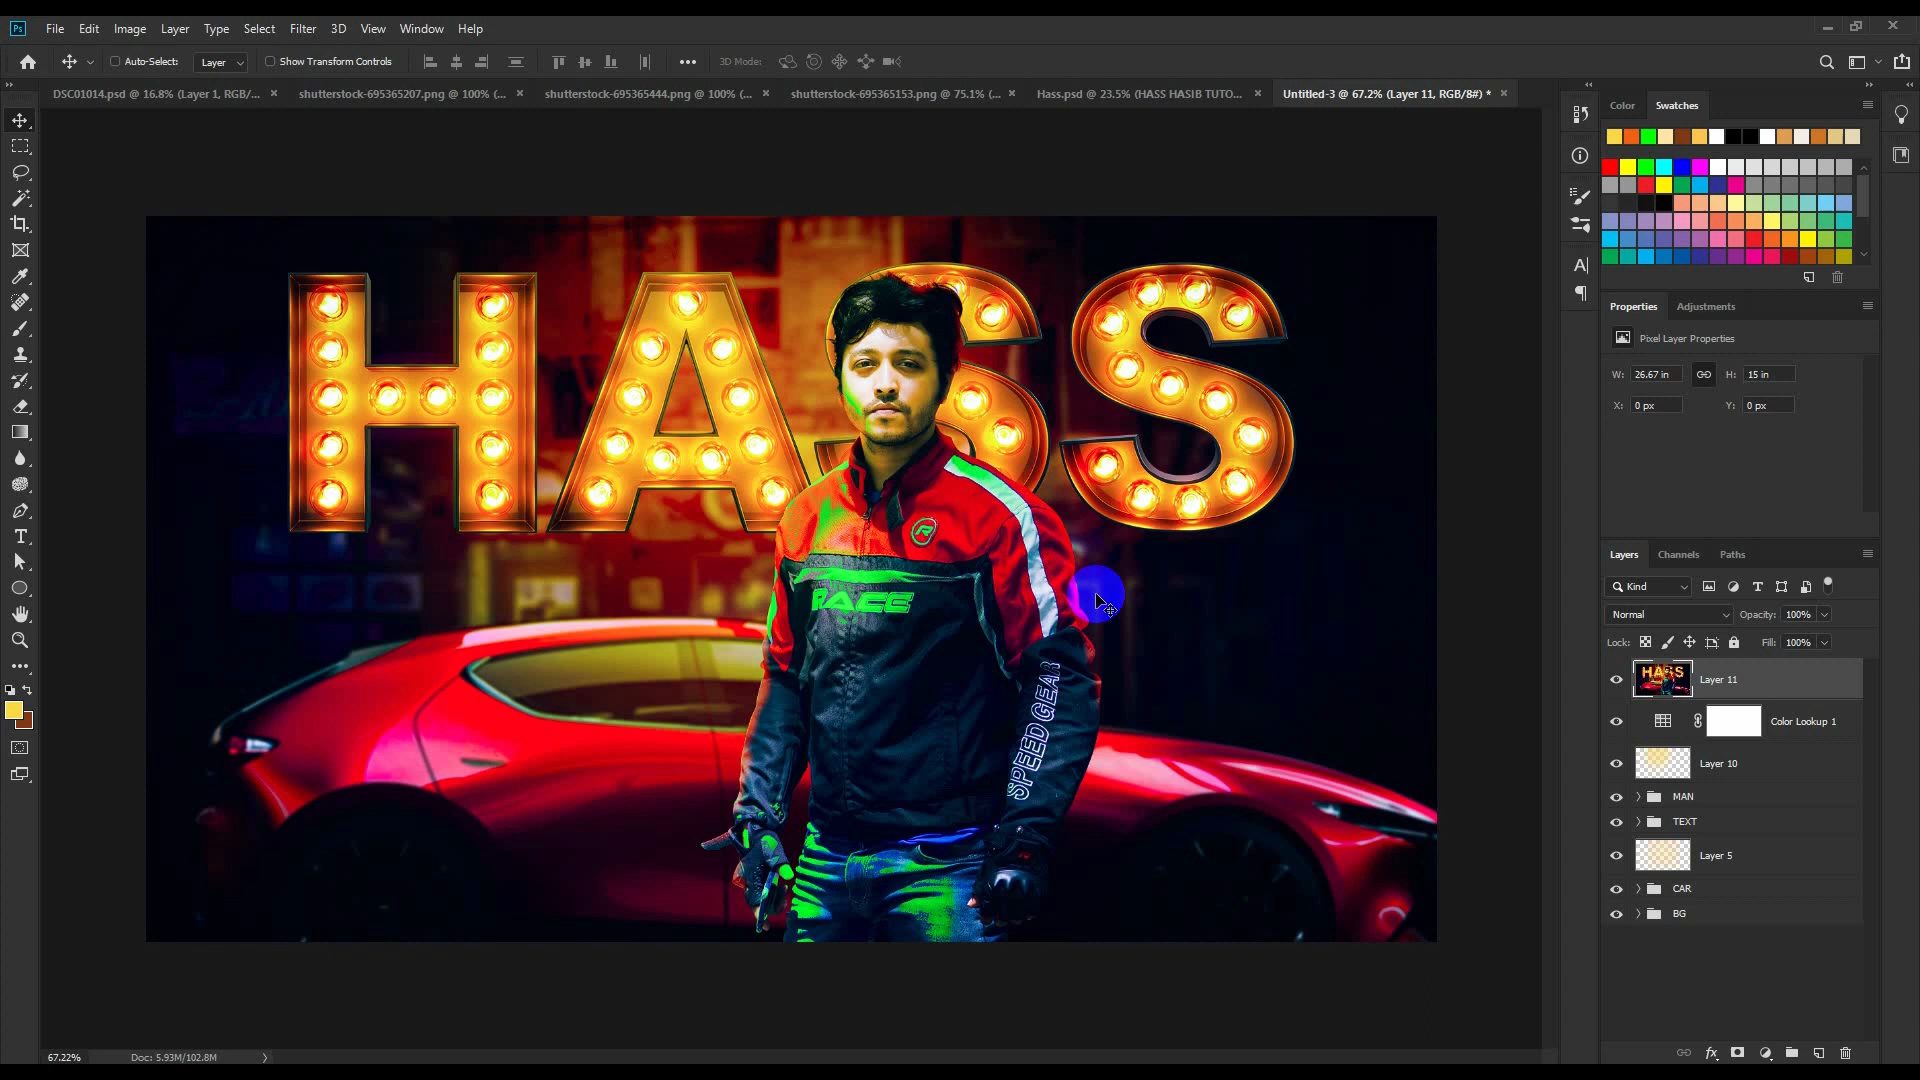 Ps File Edit Image Layer Type Select Filter 3D View Window Help
Auto-Select: Layer Show Transform Controls 3D Mode:
DSC01014.psd @ 16.8% (Layer 1, RGB/... × shutterstock-695365207.png @ 100% (... × shutterstock-695365444.png @ 100% (... × shutterstock-695365153.png @ 75.1% (... × Hass.psd @ 23.5% (HASS HASIB TUTO... × Untitled-3 @ 67.2% (Layer 11, RGB/8#) * ×
Color Swatches
Properties Adjustments
Pixel Layer Properties
W: 26.67 in H: 15 in
X: 0 px Y: 0 px
HASS
R
RACE
SPEED GEAR
Layers Channels Paths
Kind
Normal Opacity: 100%
Lock: Fill: 100%
Layer 11
Color Lookup 1
Layer 10
MAN
TEXT
Layer 5
CAR
BG
67.22% Doc: 5.93M/102.8M